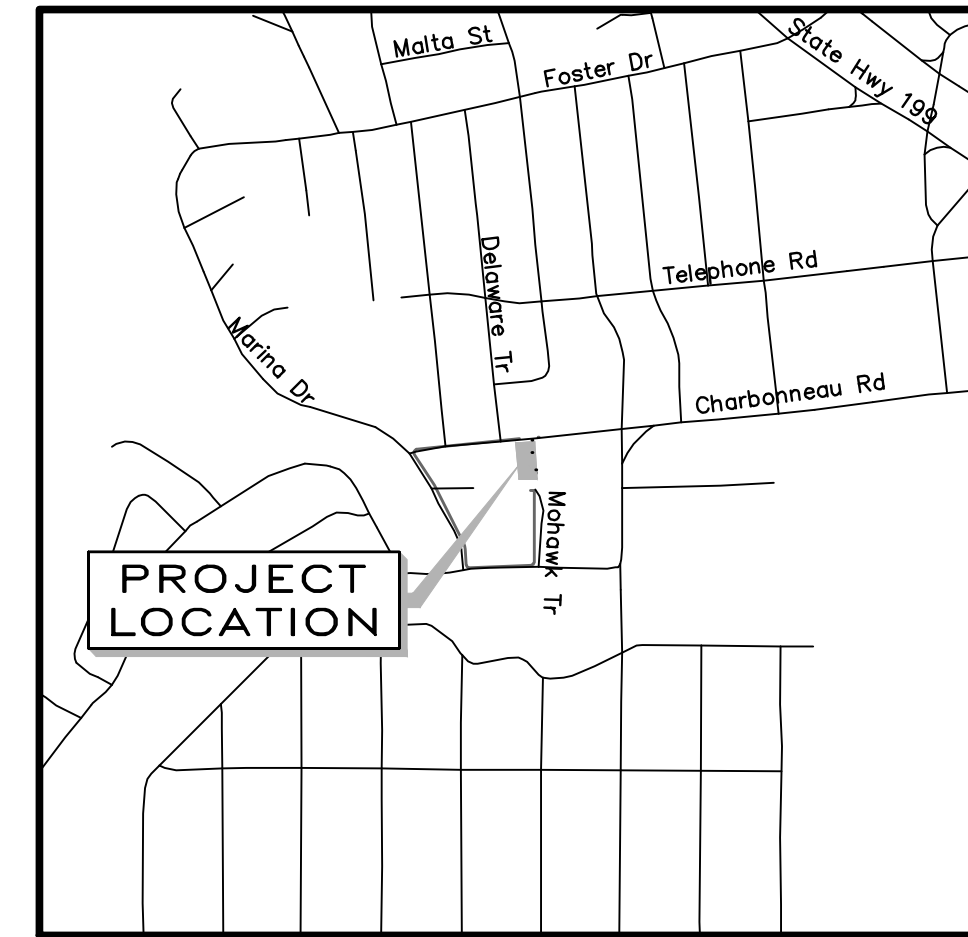 Malta St
Foster Dr
State Hwy 199
Delaware Tr
Telephone Rd
Marina Dr
Charbonneau Rd
Mohawk Tr
PROJECT
LOCATION